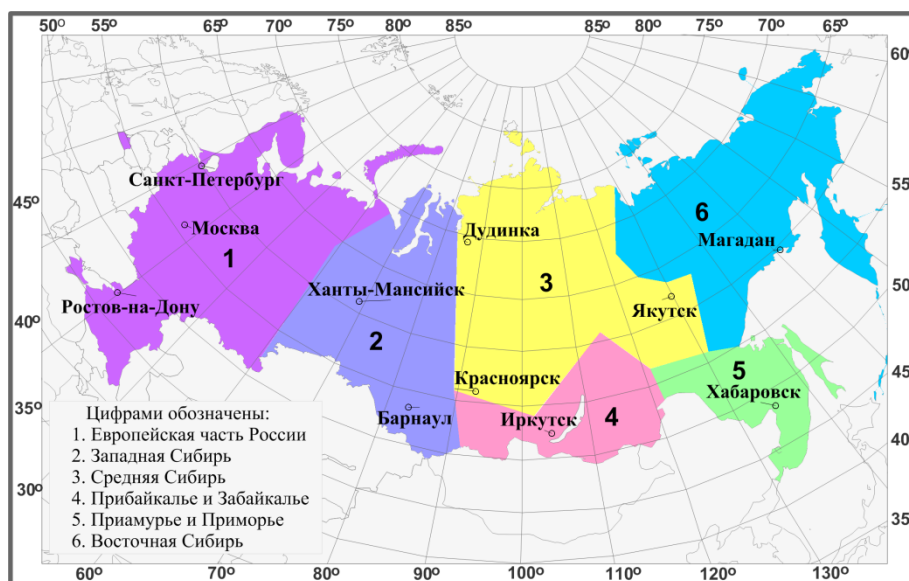 50° 55° 60° 65° 70° 75° 80° 85° 85° 80° 77° 75° 70° 65°
60°
Санкт-Петербург
55°
45°
Москва
Дудинка
6
Магадан
1
3
Ханты-Мансийск
50°
Ростов-на-Дону
Якутск
40°
2
5
45°
Красноярск
Хабаровск
35°
Барнаул
Иркутск
4
40°
Цифрами обозначены:
1. Европейская часть России
2. Западная Сибирь
3. Средняя Сибирь
4. Прибайкалье и Забайкалье
5. Приамурье и Приморье
6. Восточная Сибирь
30°
35°
60° 70° 80° 90° 100° 110° 120° 130°